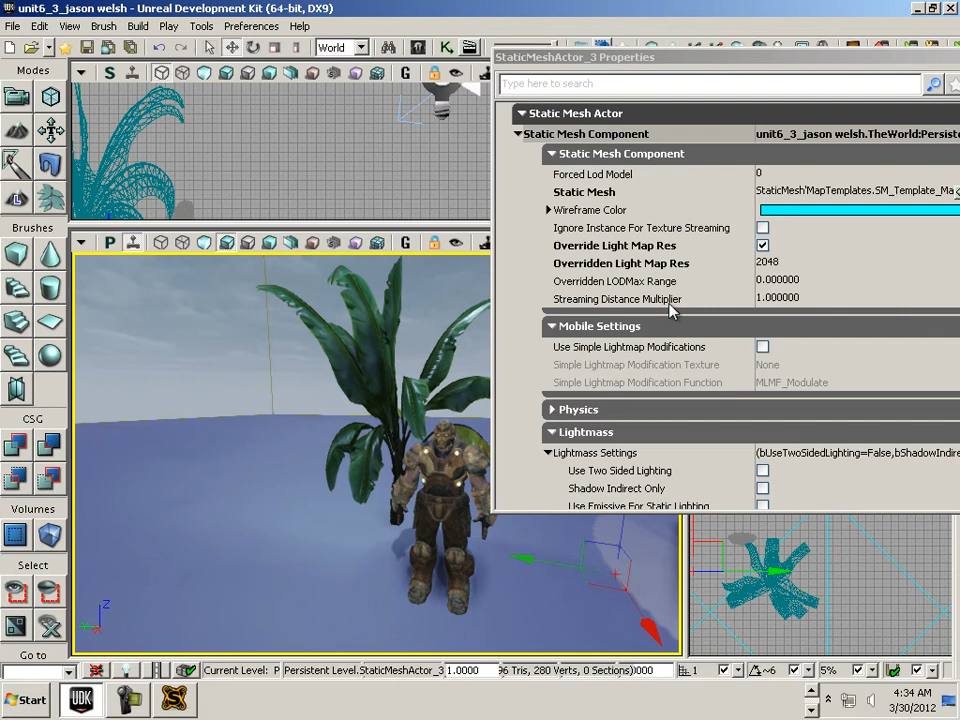 unit6_3_jason welsh - Unreal Development Kit (64-bit, DX9)
File Edit View Brush Build Play Tools Preferences Help
World
Modes
S
G
StaticMeshActor_3 Properties
Type here to search
Static Mesh Actor
Static Mesh Component unit6_3_jason welsh.TheWorld:Persiste
Static Mesh Component
Forced Lod Model 0
Static Mesh StaticMesh'MapTemplates.SM_Template_Ma
Wireframe Color
Ignore Instance For Texture Streaming
Override Light Map Res
Overridden Light Map Res 2048
Overridden LODMax Range 0.000000
Streaming Distance Multiplier 1.000000
Mobile Settings
Use Simple Lightmap Modifications
Simple Lightmap Modification Texture None
Simple Lightmap Modification Function MLMF_Modulate
Physics
Lightmass
Lightmass Settings (bUseTwoSidedLighting=False,bShadowIndire
Use Two Sided Lighting
Shadow Indirect Only
Use Emissive For Static Lighting
Brushes
P
G
CSG
Volumes
Select
Go to
Z
Current Level: P Persistent Level.StaticMeshActor_3 1.0000 96 Tris, 280 Verts, 0 Sections)0000 1 6 5%
Start
UDK
4:34 AM
3/30/2012